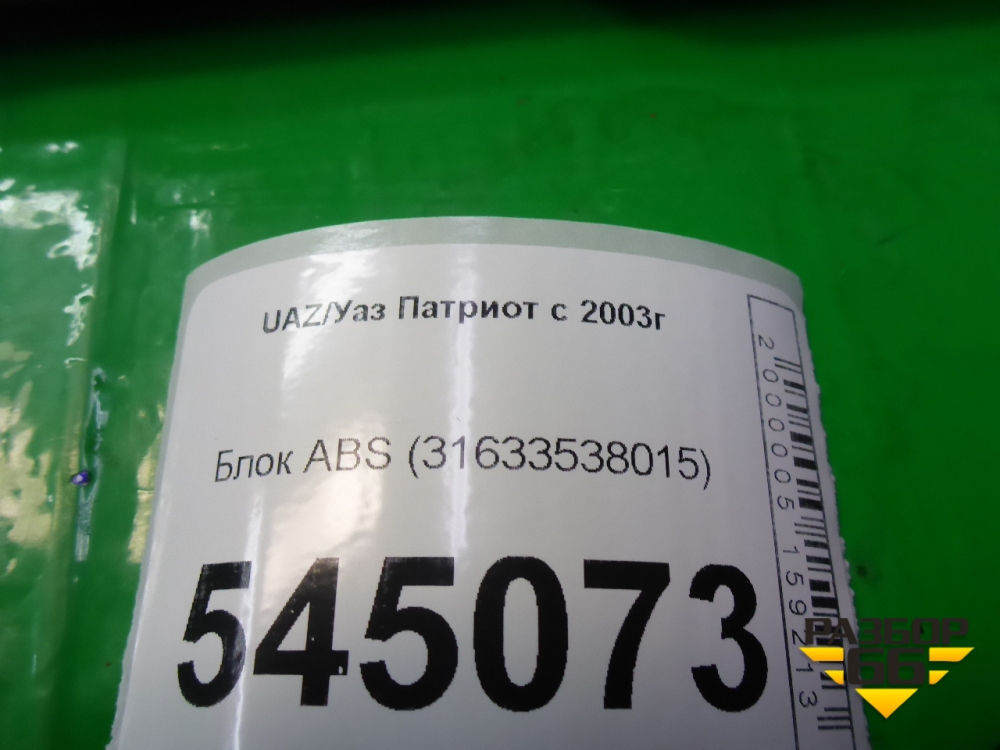 UAZ/Уаз Патриот с 2003г
Блок ABS (31633538015)
545073
2000005159213
РАЗБОР
66